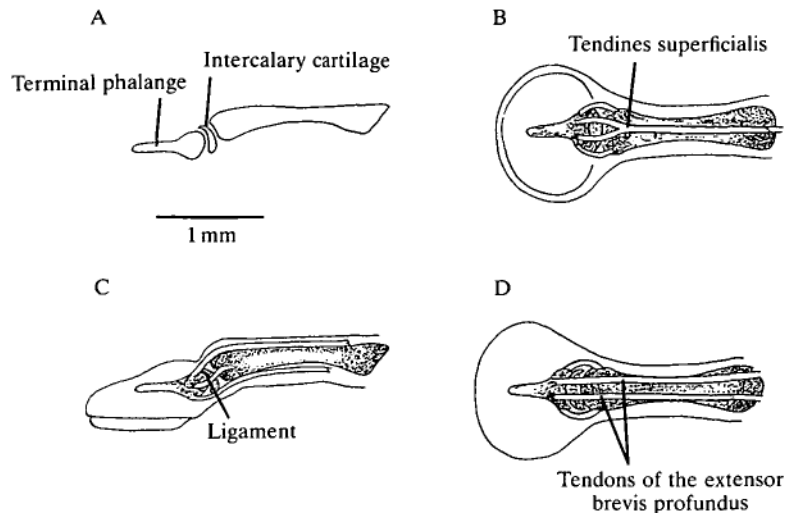 A
Terminal phalange
Intercalary cartilage
1 mm
B
Tendines superficialis
C
Ligament
D
Tendons of the extensor
brevis profundus